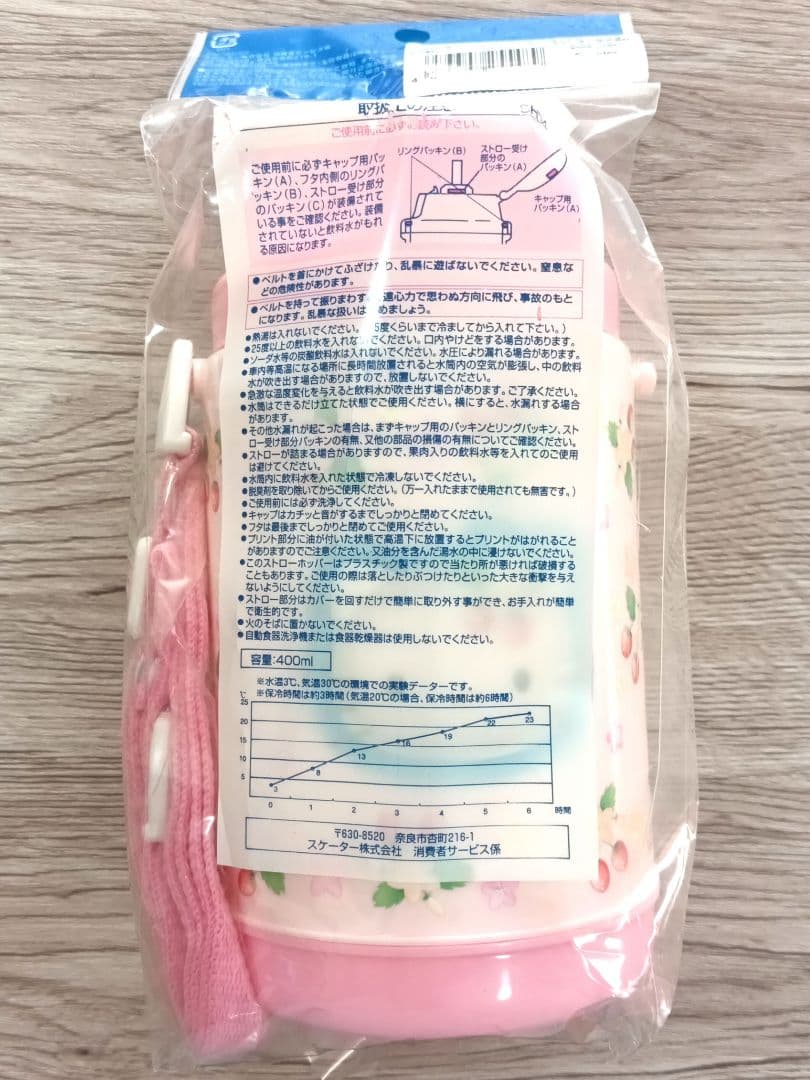 取扱上の注意
ご使用前に必ずお読み下さい。
ご使用前に必ずキャップ用パッ
キン(A)、フタ内側のリングパ
ッキン(B)、ストロー受け部分
のパッキン(C)が装備されて
いる事をご確認ください。装備
されていないと飲料水がもれ
る原因になります。
リングパッキン(B)
ストロー受け
部分の
パッキン(A)
キャップ用
パッキン(A)
●ベルトを首にかけてふざけたり、乱暴に遊ばないでください。窒息な
どの危険性があります。
●ベルトを持って振りまわすと遠心力で思わぬ方向に飛び、事故のもと
になります。乱暴な扱いは やめましょう。
●熱湯は入れないでください。 5度くらいまで冷ましてから入れて下さい。)
●25度以上の飲料水を入れないでください。口内やけどをする場合があります。
●ソーダ水等の炭酸飲料水は入れないでください。水圧により漏れる場合があります。
●車内等高温になる場所に長時間放置されると水筒内の空気が膨張し、中の飲料
水が吹き出す場合がありますので、放置しないでください。
●急激な温度変化を与えると飲料水が吹き出す場合があります。ご了承ください。
●水筒はできるだけ立てた状態でご使用ください。横にすると、水漏れする場合
があります。
●その他水漏れが起こった場合は、まずキャップ用のパッキンとリングパッキン、スト
ロー受け部分パッキンの有無、又他の部品の損傷の有無についてご確認ください。
●ストローが詰まる場合がありますので、果肉入りの飲料水等を入れてのご使用
は避けてください。
●水筒内に飲料水を入れた状態で冷凍しないでください。
●脱臭剤を取り除いてからご使用ください。(万一入れたままで使用されても無害です。)
●ご使用前には必ず洗浄してください。
●キャップはカチッと音がするまでしっかりと閉めてください。
●フタは最後までしっかりと閉めてご使用ください。
●プリント部分に油が付いた状態で高温下に放置するとプリントがはがれること
がありますのでご注意ください。又油分を含んだ湯水の中に浸けないでください。
●このストローホッパーはプラスチック製ですので当たり所が悪ければ破損する
こともあります。ご使用の際は落としたりぶつけたりといった大きな衝撃を与え
ないようにしてください。
●ストロー部分はカバーを回すだけで簡単に取り外す事ができ、お手入れが簡単
で衛生的です。
●火のそばに置かないでください。
●自動食器洗浄機または食器乾燥器は使用しないでください。
容量:400ml
※水温3℃、気温30℃の環境での実験データーです。
※保冷時間は約3時間(気温20℃の場合、保冷時間は約6時間)
℃
25
20
15
10
5
3
8
13
16
19
22
23
0 1 2 3 4 5 6 時間
〒630-8520 奈良市杏町216-1
スケーター株式会社 消費者サービス係